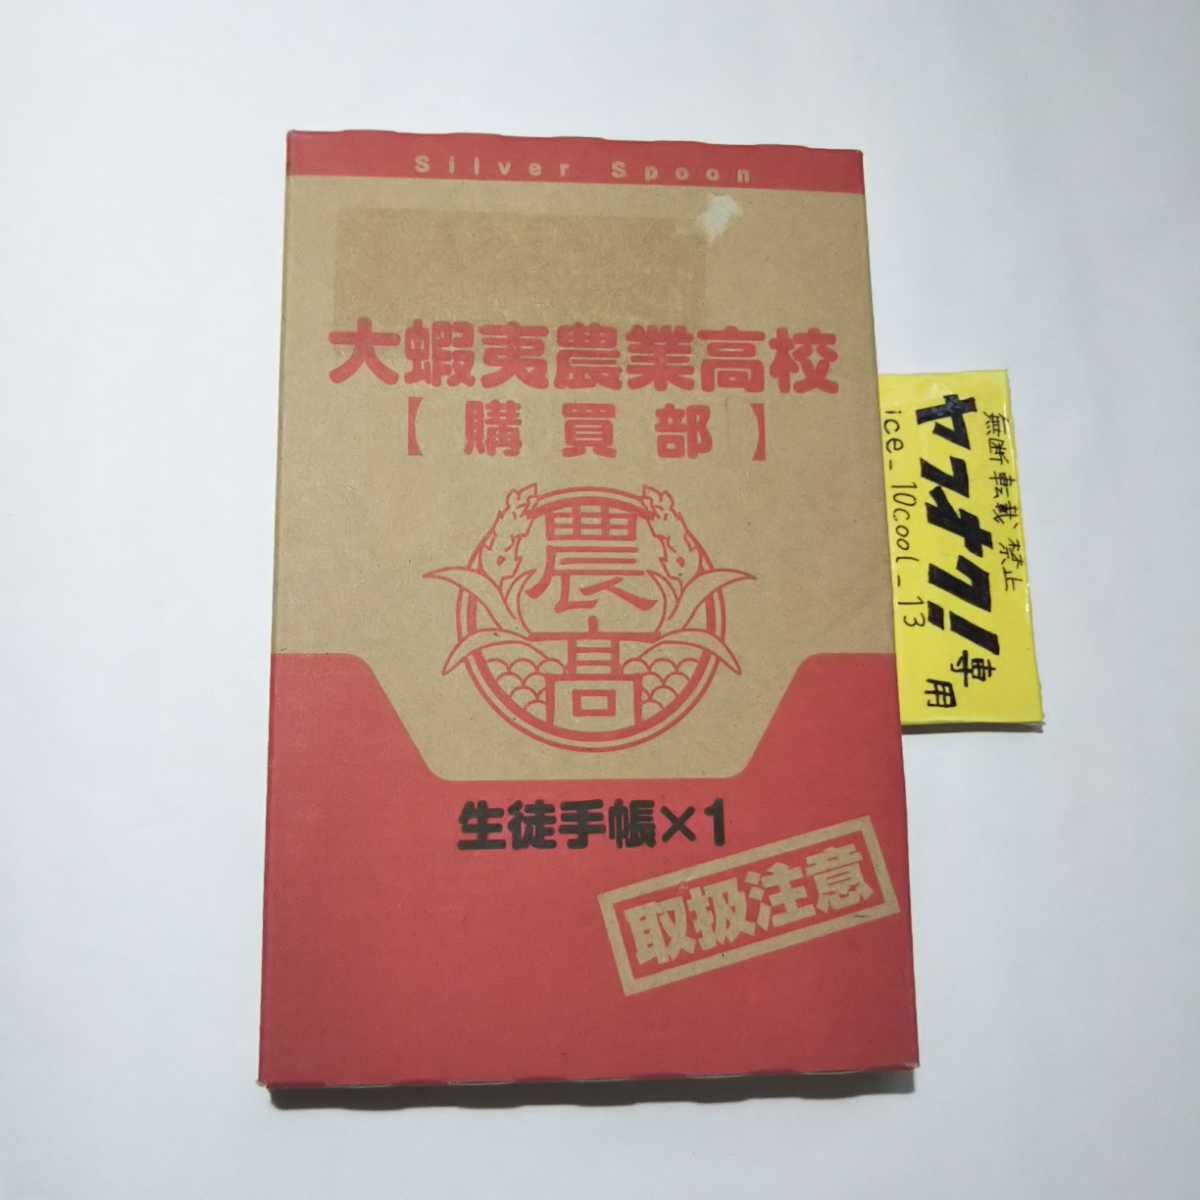 Silver Spoon
大蝦夷農業高校
【購買部】
農
高
生徒手帳×1
取扱注意
無断転載、禁止
ヤフオク!専用
ice_10cool_13